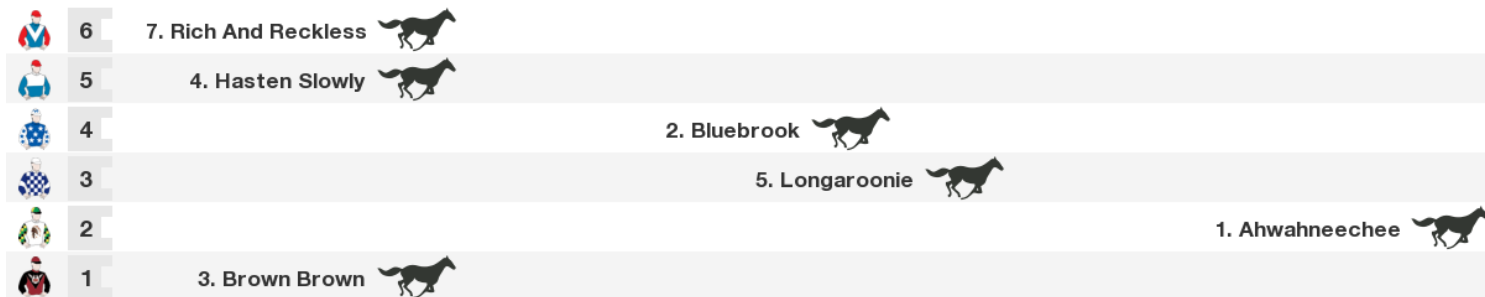 6 7. Rich And Reckless
5 4. Hasten Slowly
4 2. Bluebrook
3 5. Longaroonie
2 1. Ahwahneechee
1 3. Brown Brown